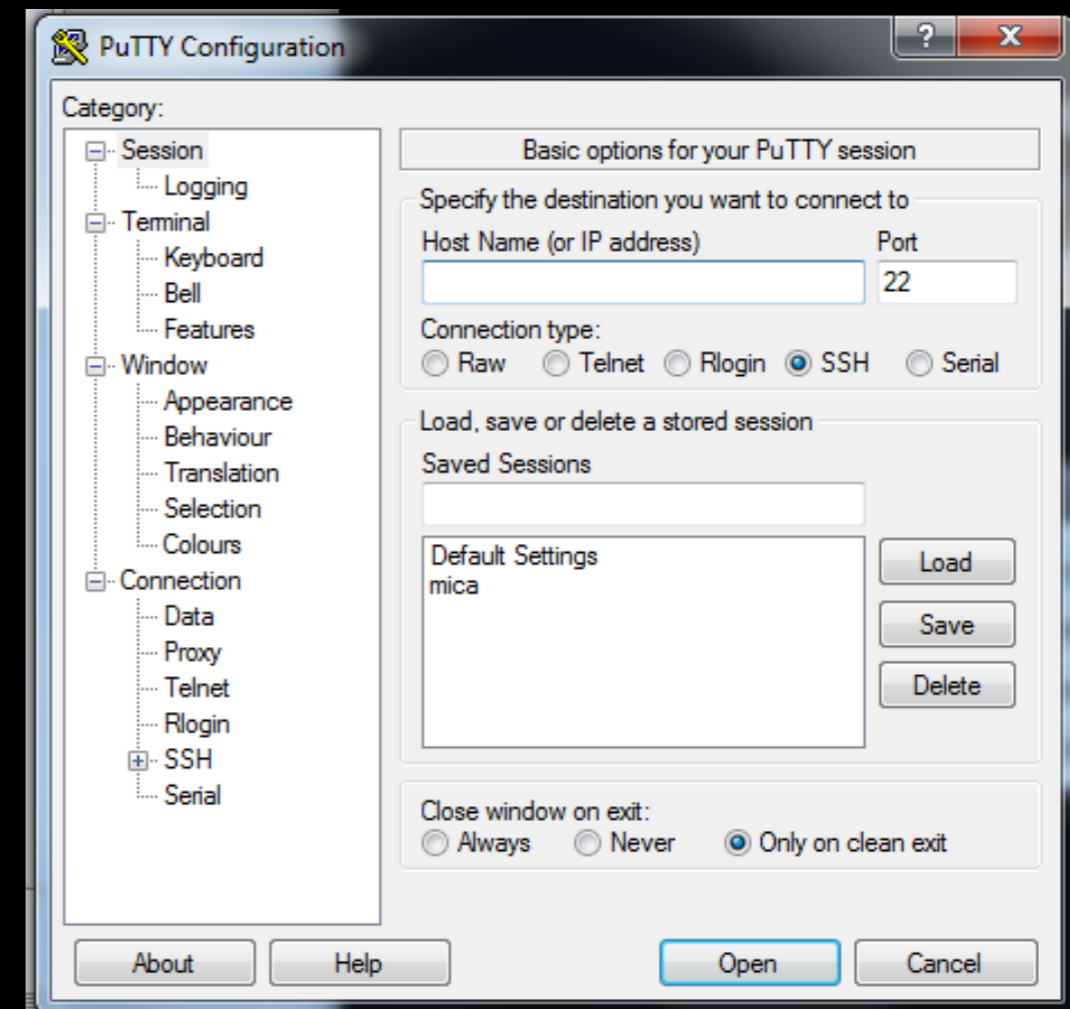 PuTTY Configuration
?
X
Category:
Session
Logging
Terminal
Keyboard
Bell
Features
Window
Appearance
Behaviour
Translation
Selection
Colours
Connection
Data
Proxy
Telnet
Rlogin
SSH
Serial
Basic options for your PuTTY session
Specify the destination you want to connect to
Host Name (or IP address) Port
22
Connection type:
Raw Telnet Rlogin SSH Serial
Load, save or delete a stored session
Saved Sessions
Default Settings
mica
Load
Save
Delete
Close window on exit:
Always Never Only on clean exit
About Help Open Cancel